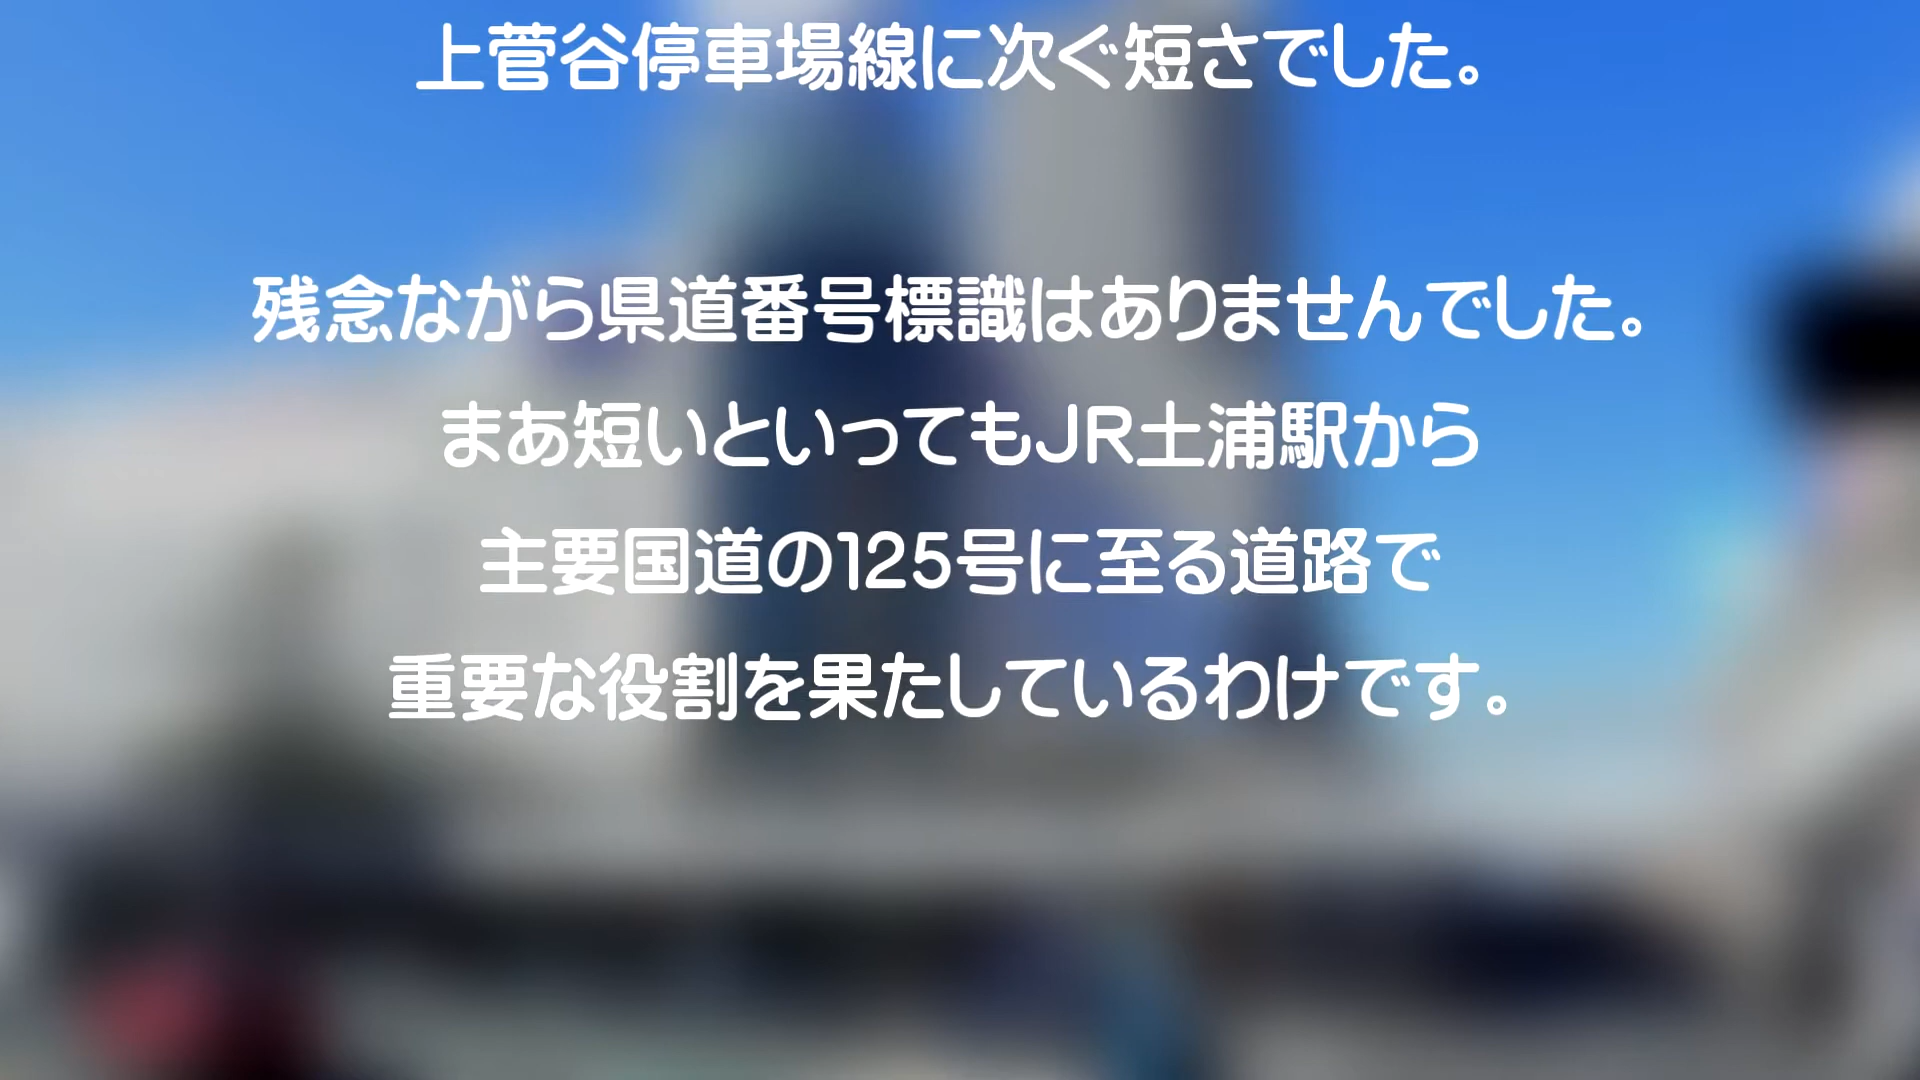 上菅谷停車場線に次ぐ短さでした。
残念ながら県道番号標識はありませんでした。
まあ短いといってもJR土浦駅から
主要国道の125号に至る道路で
重要な役割を果たしているわけです。